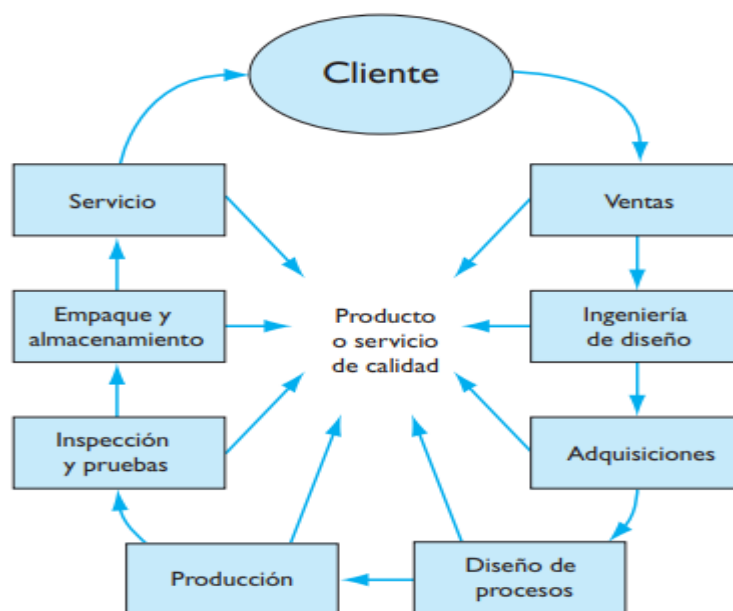 Cliente
Servicio
Ventas
Empaque y
almacenamiento
Producto
o servicio
de calidad
Ingeniería
de diseño
Inspección
y pruebas
Adquisiciones
Producción
Diseño de
procesos